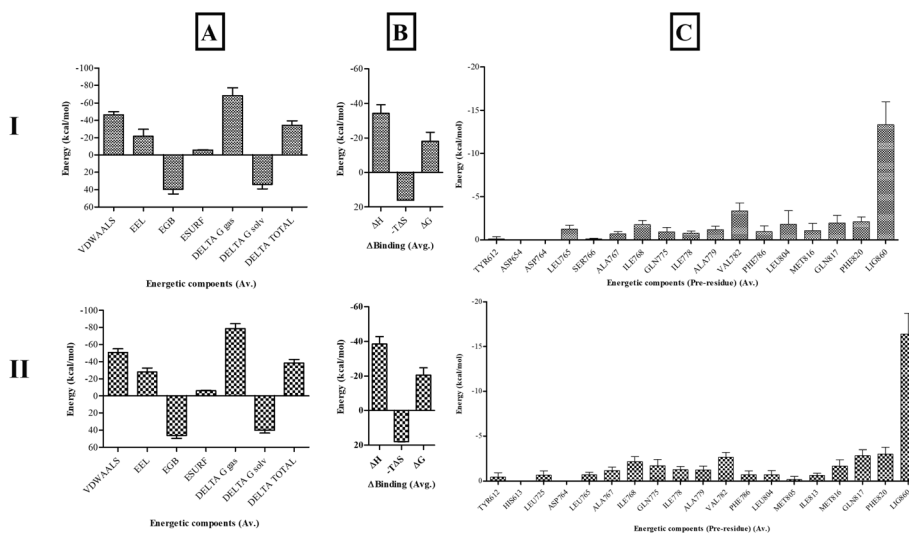 A
B
C
I
Energy (kcal/mol)
-100
-80
-60
-40
-20
0
20
40
60
VDWAALS
EEL
EGB
ESURF
DELTA G gas
DELTA G solv
DELTA TOTAL
Energetic compoents (Av.)
Energy (kcal/mol)
-60
-40
-20
0
20
ΔH
-TΔS
ΔG
ΔBinding (Avg.)
Energy (kcal/mol)
-20
-15
-10
-5
0
TYR612
ASP654
ASP764
LEU765
SER766
ALA767
ILE768
GLN775
ILE778
ALA779
VAL782
PHE786
LEU804
MET816
GLN817
PHE820
LIG860
Energetic compoents (Pre-residue) (Av.)
II
Energy (kcal/mol)
-100
-80
-60
-40
-20
0
20
40
60
VDWAALS
EEL
EGB
ESURF
DELTA G gas
DELTA G solv
DELTA TOTAL
Energetic compoents (Av.)
Energy (kcal/mol)
-60
-40
-20
0
20
ΔH
-TΔS
ΔG
ΔBinding (Avg.)
Energy (kcal/mol)
-20
-15
-10
-5
0
TYR612
HIS613
LEU725
ASP764
LEU765
ALA767
ILE768
GLN775
ILE778
ALA779
VAL782
PHE786
LEU804
MET805
ILE813
MET816
GLN817
PHE820
LIG860
Energetic compoents (Pre-residue) (Av.)